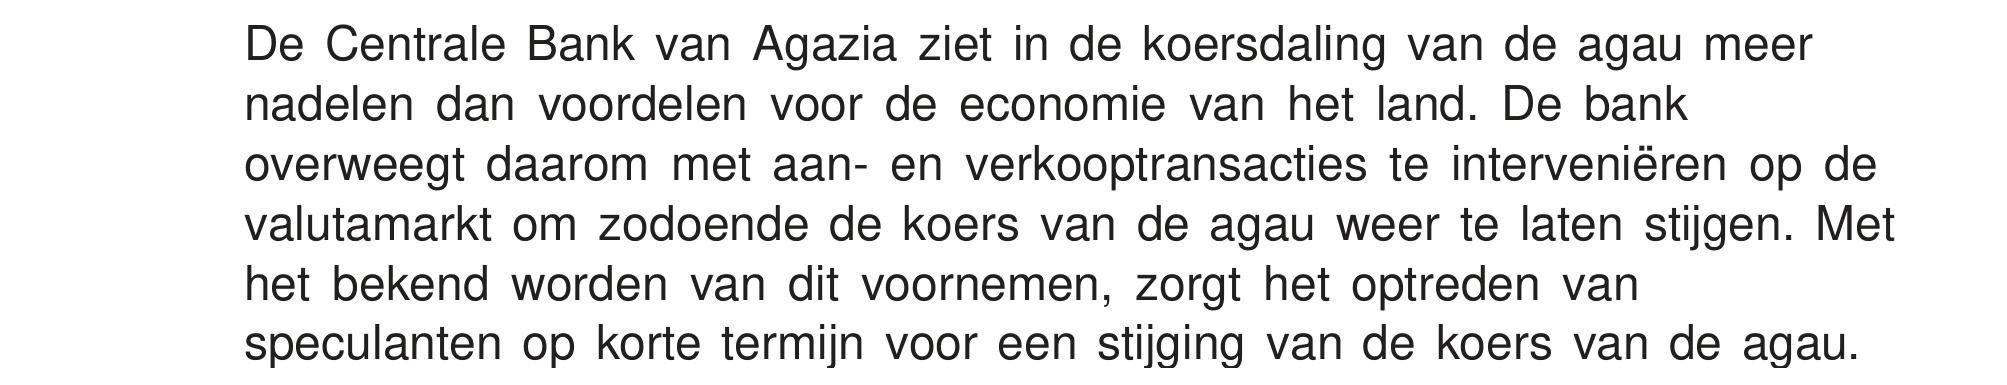 De Centrale Bank van Agazia ziet in de koersdaling van de agau meer
nadelen dan voordelen voor de economie van het land. De bank
overweegt daarom met aan- en verkooptransacties te interveniëren op de
valutamarkt om zodoende de koers van de agau weer te laten stijgen. Met
het bekend worden van dit voornemen, zorgt het optreden van
speculanten op korte termijn voor een stijging van de koers van de agau.